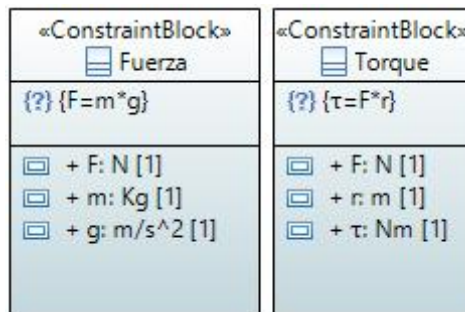 «ConstraintBlock»
Fuerza
{?} {F=m*g}
+ F: N [1]
+ m: Kg [1]
+ g: m/s^2 [1]
«ConstraintBlock»
Torque
{?} {τ=F*r}
+ F: N [1]
+ r: m [1]
+ τ: Nm [1]